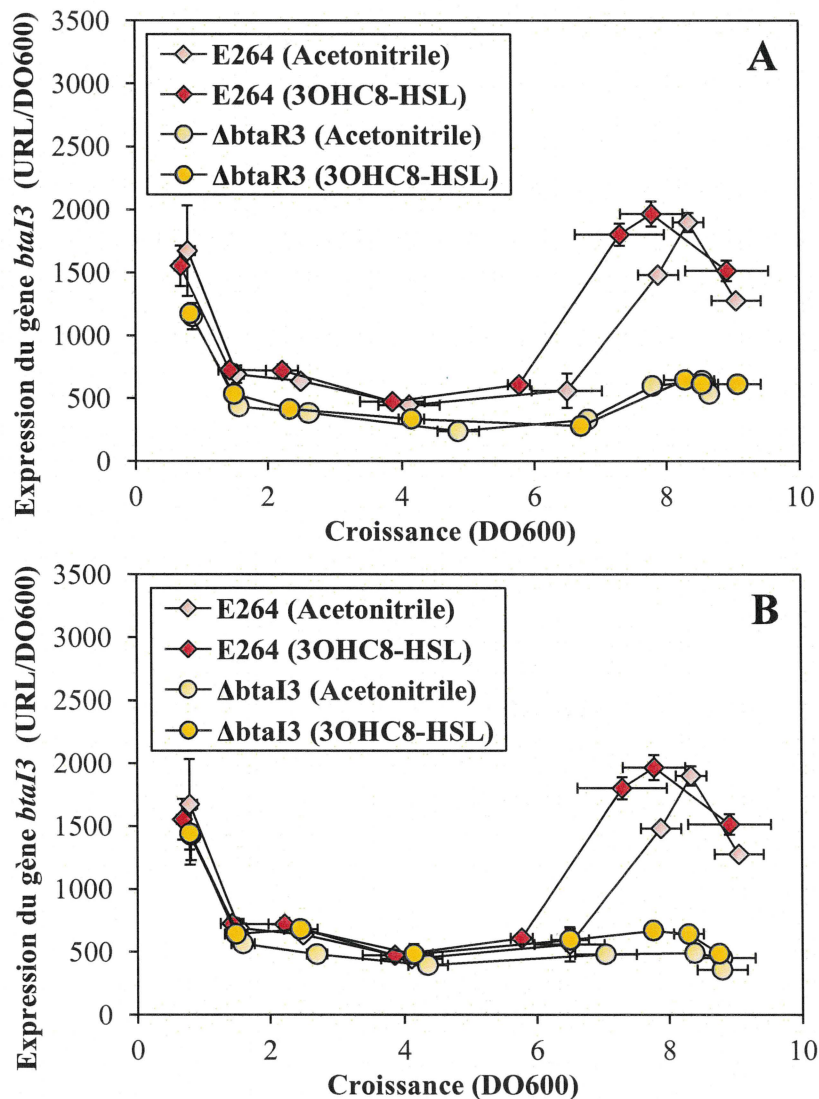 A
E264 (Acetonitrile)
E264 (3OHC8-HSL)
ΔbtaR3 (Acetonitrile)
ΔbtaR3 (3OHC8-HSL)
Expression du gène btaI3 (URL/DO600)
3500
3000
2500
2000
1500
1000
500
0
0 2 4 6 8 10
Croissance (DO600)
B
E264 (Acetonitrile)
E264 (3OHC8-HSL)
ΔbtaI3 (Acetonitrile)
ΔbtaI3 (3OHC8-HSL)
Expression du gène btaI3 (URL/DO600)
3500
3000
2500
2000
1500
1000
500
0
0 2 4 6 8 10
Croissance (DO600)